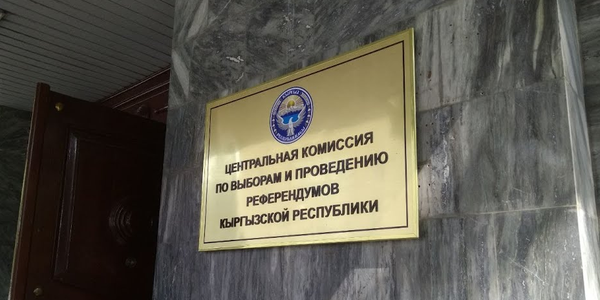 ЦЕНТРАЛЬНАЯ КОМИССИЯ
ПО ВЫБОРАМ И ПРОВЕДЕНИЮ
РЕФЕРЕНДУМОВ
КЫРГЫЗСКОЙ РЕСПУБЛИКИ